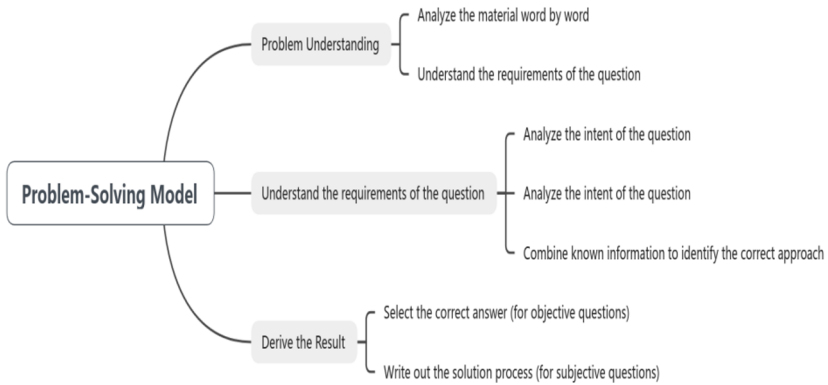 Problem-Solving Model
Problem Understanding
Analyze the material word by word
Understand the requirements of the question
Understand the requirements of the question
Analyze the intent of the question
Analyze the intent of the question
Combine known information to identify the correct approach
Derive the Result
Select the correct answer (for objective questions)
Write out the solution process (for subjective questions)